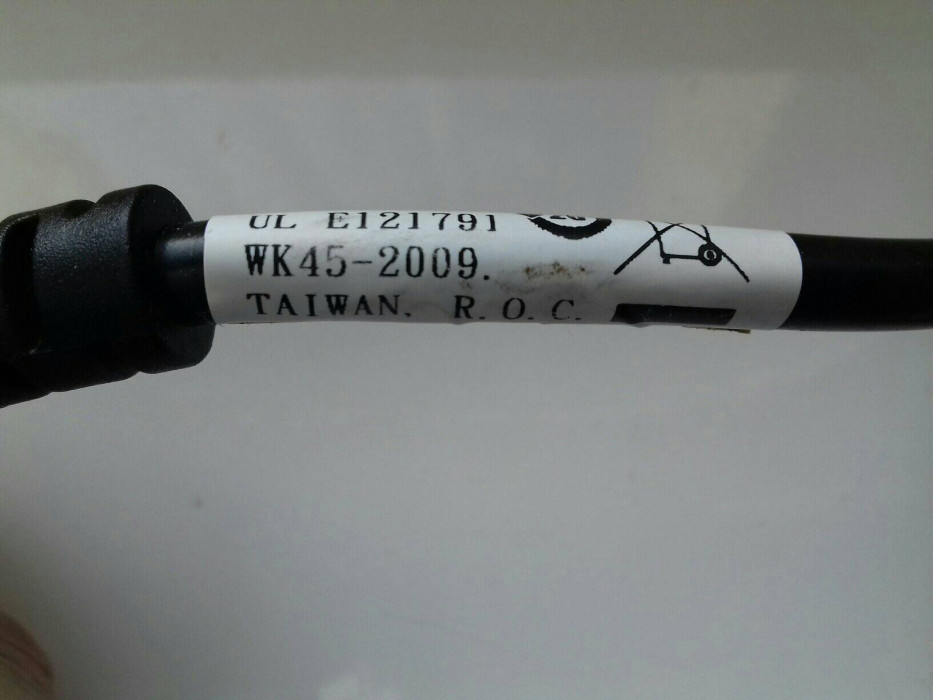 UL E121791
WK45-2009.
TAIWAN. R. O. C.